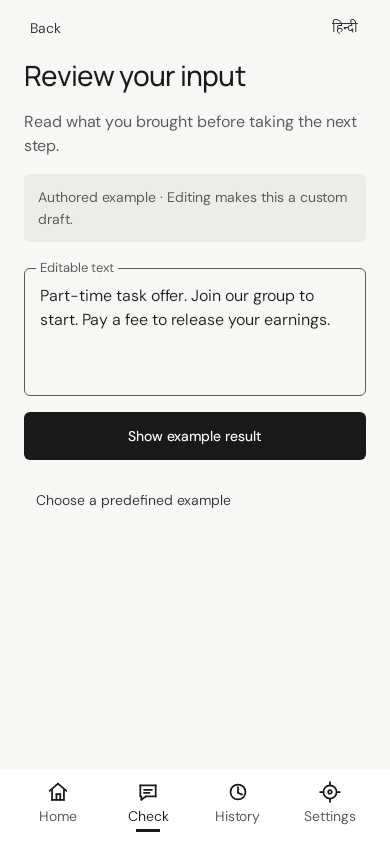 Back
हिन्दी
Review your input
Read what you brought before taking the next
step.
Authored example · Editing makes this a custom
draft.
Editable text
Part-time task offer. Join our group to
start. Pay a fee to release your earnings.
Show example result
Choose a predefined example
Home
Check
History
Settings